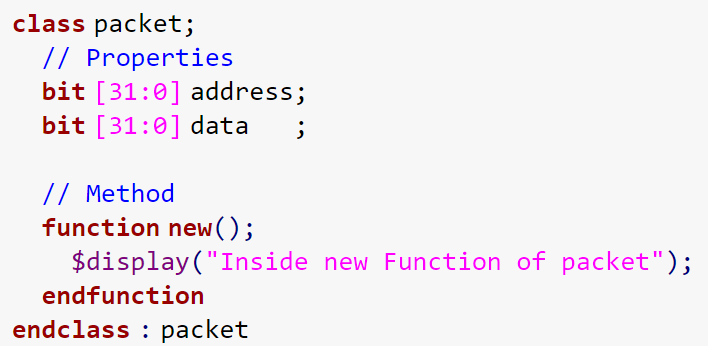 class packet;
  // Properties
  bit [31:0] address;
  bit [31:0] data   ;

  // Method
  function new();
    $display("Inside new Function of packet");
  endfunction
endclass : packet